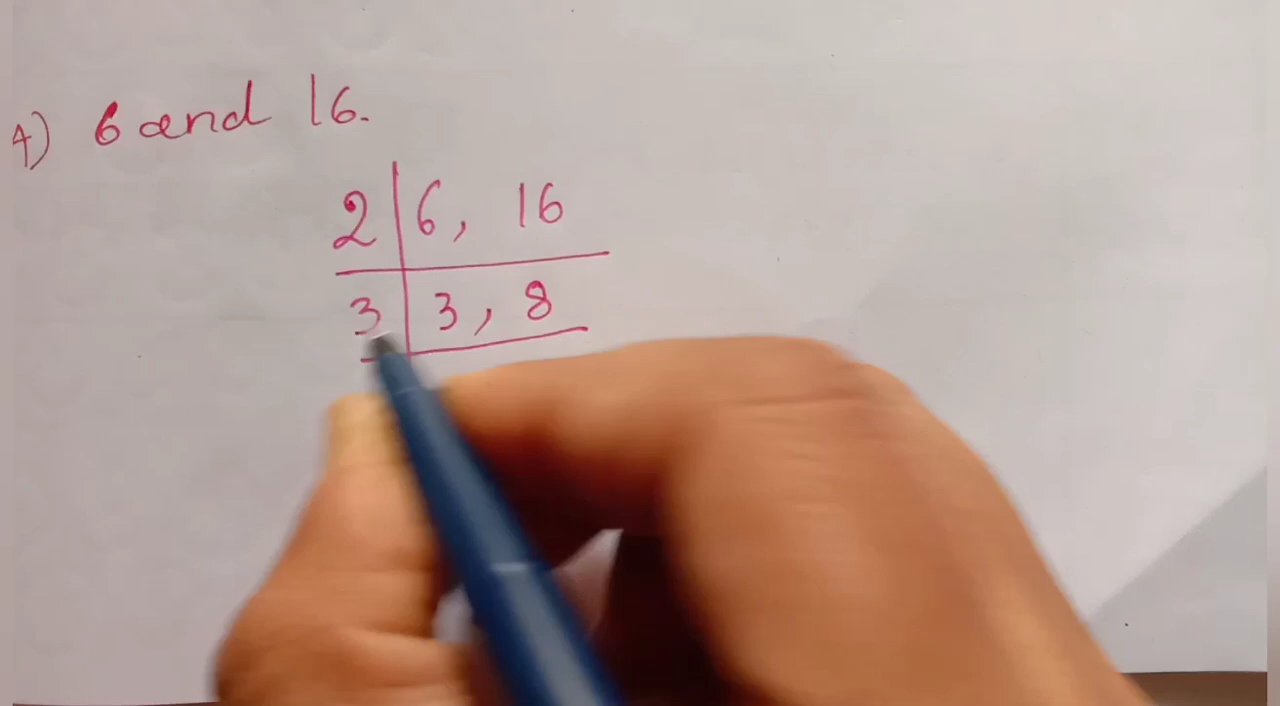 4) 6 and 16.
2 | 6, 16
3 | 3, 8